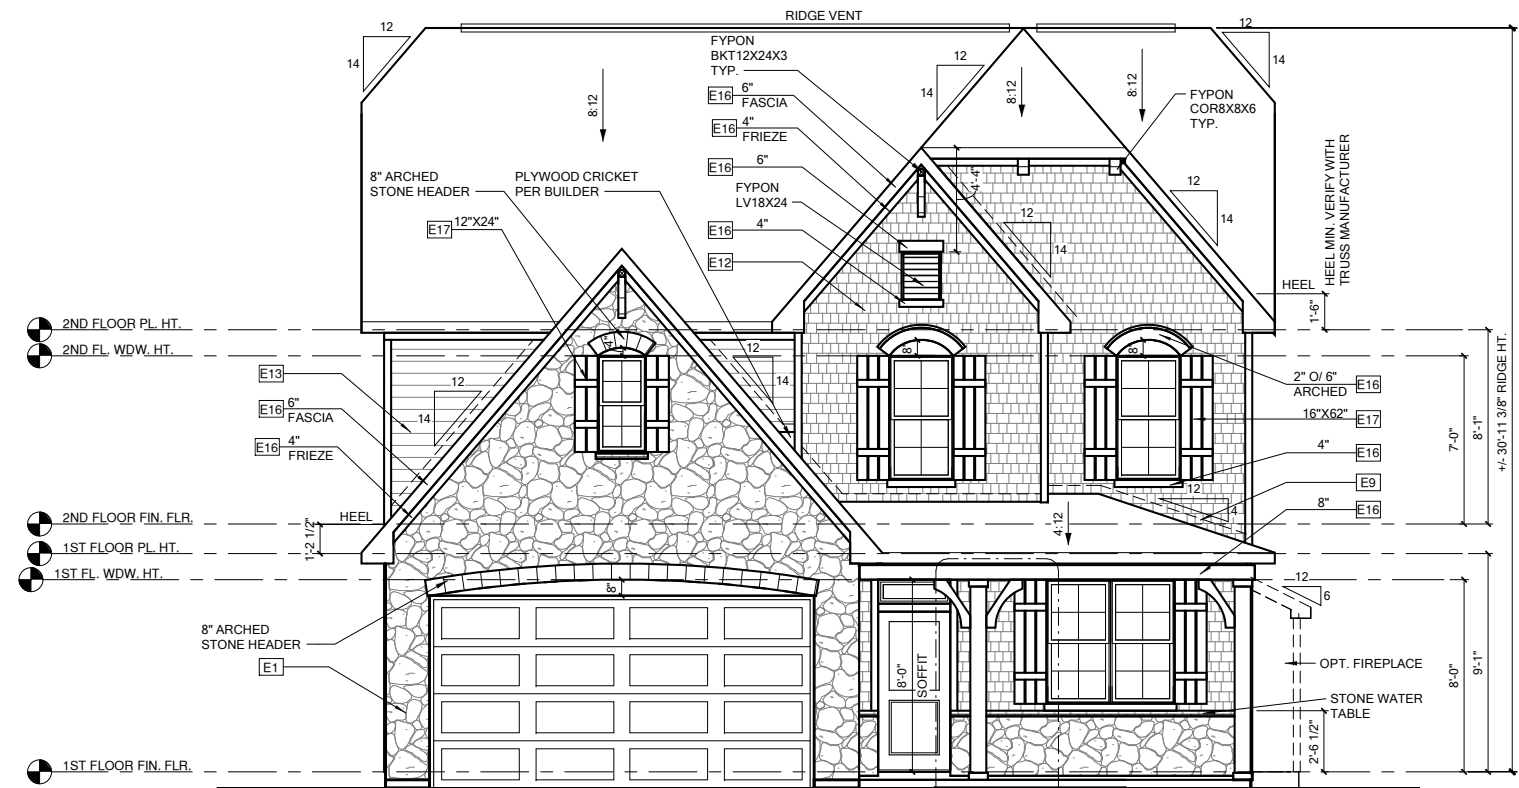 RIDGE VENT
12
14
8:12
FYPON
BKT12X24X3
TYP.
E16 6"
FASCIA
E16 4"
FRIEZE
E16 6"
FYPON
LV18X24
E16 4"
E12
12
14
8:12
8:12
12
14
FYPON
COR8X8X6
TYP.
HEEL MIN. VERIFY WITH
TRUSS MANUFACTURER
4'-4"
12
14
12
14
HEEL
1'-6"
8" ARCHED
STONE HEADER
PLYWOOD CRICKET
PER BUILDER
E17 12"X24"
2ND FLOOR PL. HT.
2ND FL. WDW. HT.
8"
8"
E13
E16 6"
FASCIA
E16 4"
FRIEZE
12
14
12
14
2" O/ 6" E16
ARCHED
16"X62" E17
4" E16
E9
8" E16
12
4
7'-0"
8'-1"
+/- 30'-11 3/8" RIDGE HT.
2ND FLOOR FIN. FLR.
HEEL
1'-2 1/2"
1ST FLOOR PL. HT.
1ST FL. WDW. HT.
4:12
8"
12
6
8" ARCHED
STONE HEADER
E1
8'-0"
SOFFIT
OPT. FIREPLACE
STONE WATER
TABLE
2'-6 1/2"
8'-0"
9'-1"
1ST FLOOR FIN. FLR.